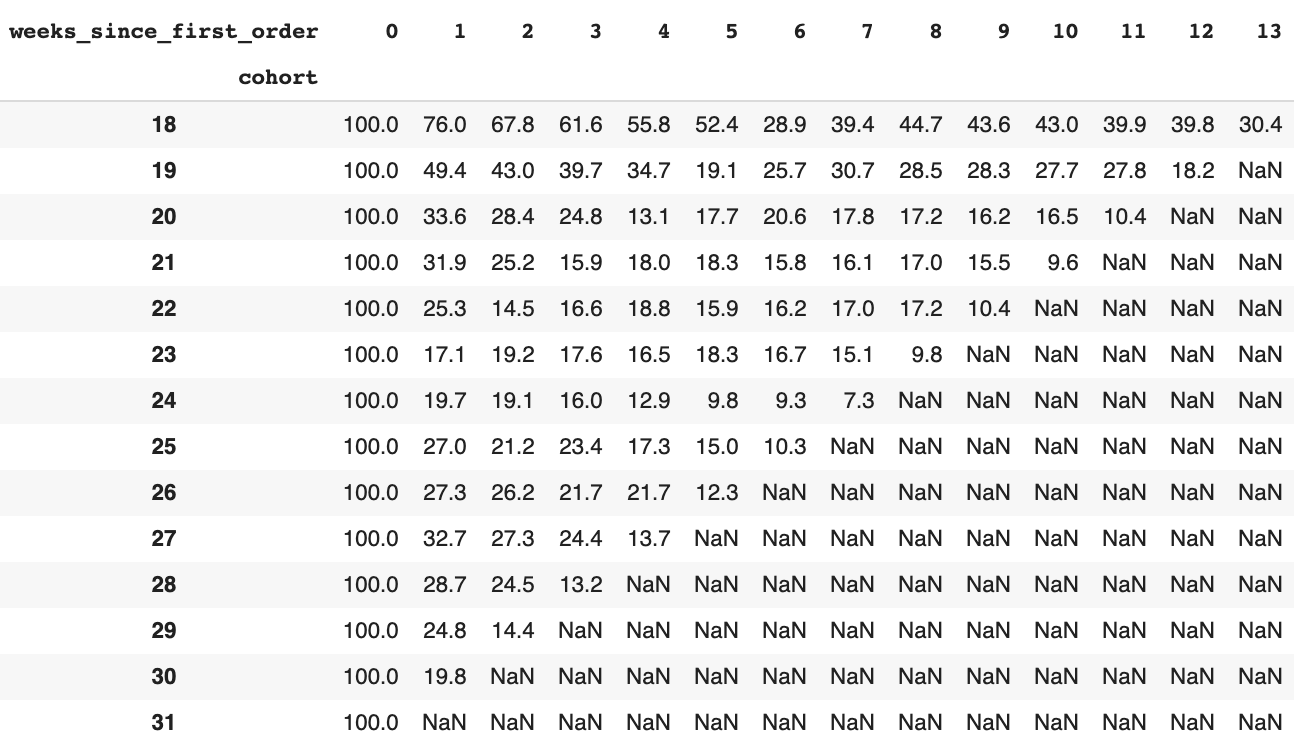 weeks_since_first_order 0 1 2 3 4 5 6 7 8 9 10 11 12 13
cohort
18 100.0 76.0 67.8 61.6 55.8 52.4 28.9 39.4 44.7 43.6 43.0 39.9 39.8 30.4
19 100.0 49.4 43.0 39.7 34.7 19.1 25.7 30.7 28.5 28.3 27.7 27.8 18.2 NaN
20 100.0 33.6 28.4 24.8 13.1 17.7 20.6 17.8 17.2 16.2 16.5 10.4 NaN NaN
21 100.0 31.9 25.2 15.9 18.0 18.3 15.8 16.1 17.0 15.5 9.6 NaN NaN NaN
22 100.0 25.3 14.5 16.6 18.8 15.9 16.2 17.0 17.2 10.4 NaN NaN NaN NaN
23 100.0 17.1 19.2 17.6 16.5 18.3 16.7 15.1 9.8 NaN NaN NaN NaN NaN
24 100.0 19.7 19.1 16.0 12.9 9.8 9.3 7.3 NaN NaN NaN NaN NaN NaN
25 100.0 27.0 21.2 23.4 17.3 15.0 10.3 NaN NaN NaN NaN NaN NaN NaN
26 100.0 27.3 26.2 21.7 21.7 12.3 NaN NaN NaN NaN NaN NaN NaN NaN
27 100.0 32.7 27.3 24.4 13.7 NaN NaN NaN NaN NaN NaN NaN NaN NaN
28 100.0 28.7 24.5 13.2 NaN NaN NaN NaN NaN NaN NaN NaN NaN NaN
29 100.0 24.8 14.4 NaN NaN NaN NaN NaN NaN NaN NaN NaN NaN NaN
30 100.0 19.8 NaN NaN NaN NaN NaN NaN NaN NaN NaN NaN NaN NaN
31 100.0 NaN NaN NaN NaN NaN NaN NaN NaN NaN NaN NaN NaN NaN